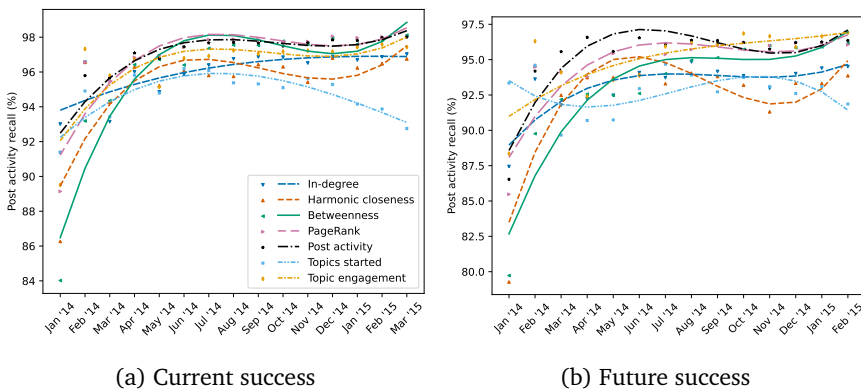 Post activity recall (%)
98
96
94
92
90
88
86
84
In-degree
Harmonic closeness
Betweenness
PageRank
Post activity
Topics started
Topic engagement
Jan '14
Feb '14
Mar '14
Apr '14
May '14
Jun '14
Jul '14
Aug '14
Sep '14
Oct '14
Nov '14
Dec '14
Jan '15
Feb '15
Mar '15
(a) Current success
Post activity recall (%)
97.5
95.0
92.5
90.0
87.5
85.0
82.5
80.0
Jan '14
Feb '14
Mar '14
Apr '14
May '14
Jun '14
Jul '14
Aug '14
Sep '14
Oct '14
Nov '14
Dec '14
Jan '15
Feb '15
(b) Future success